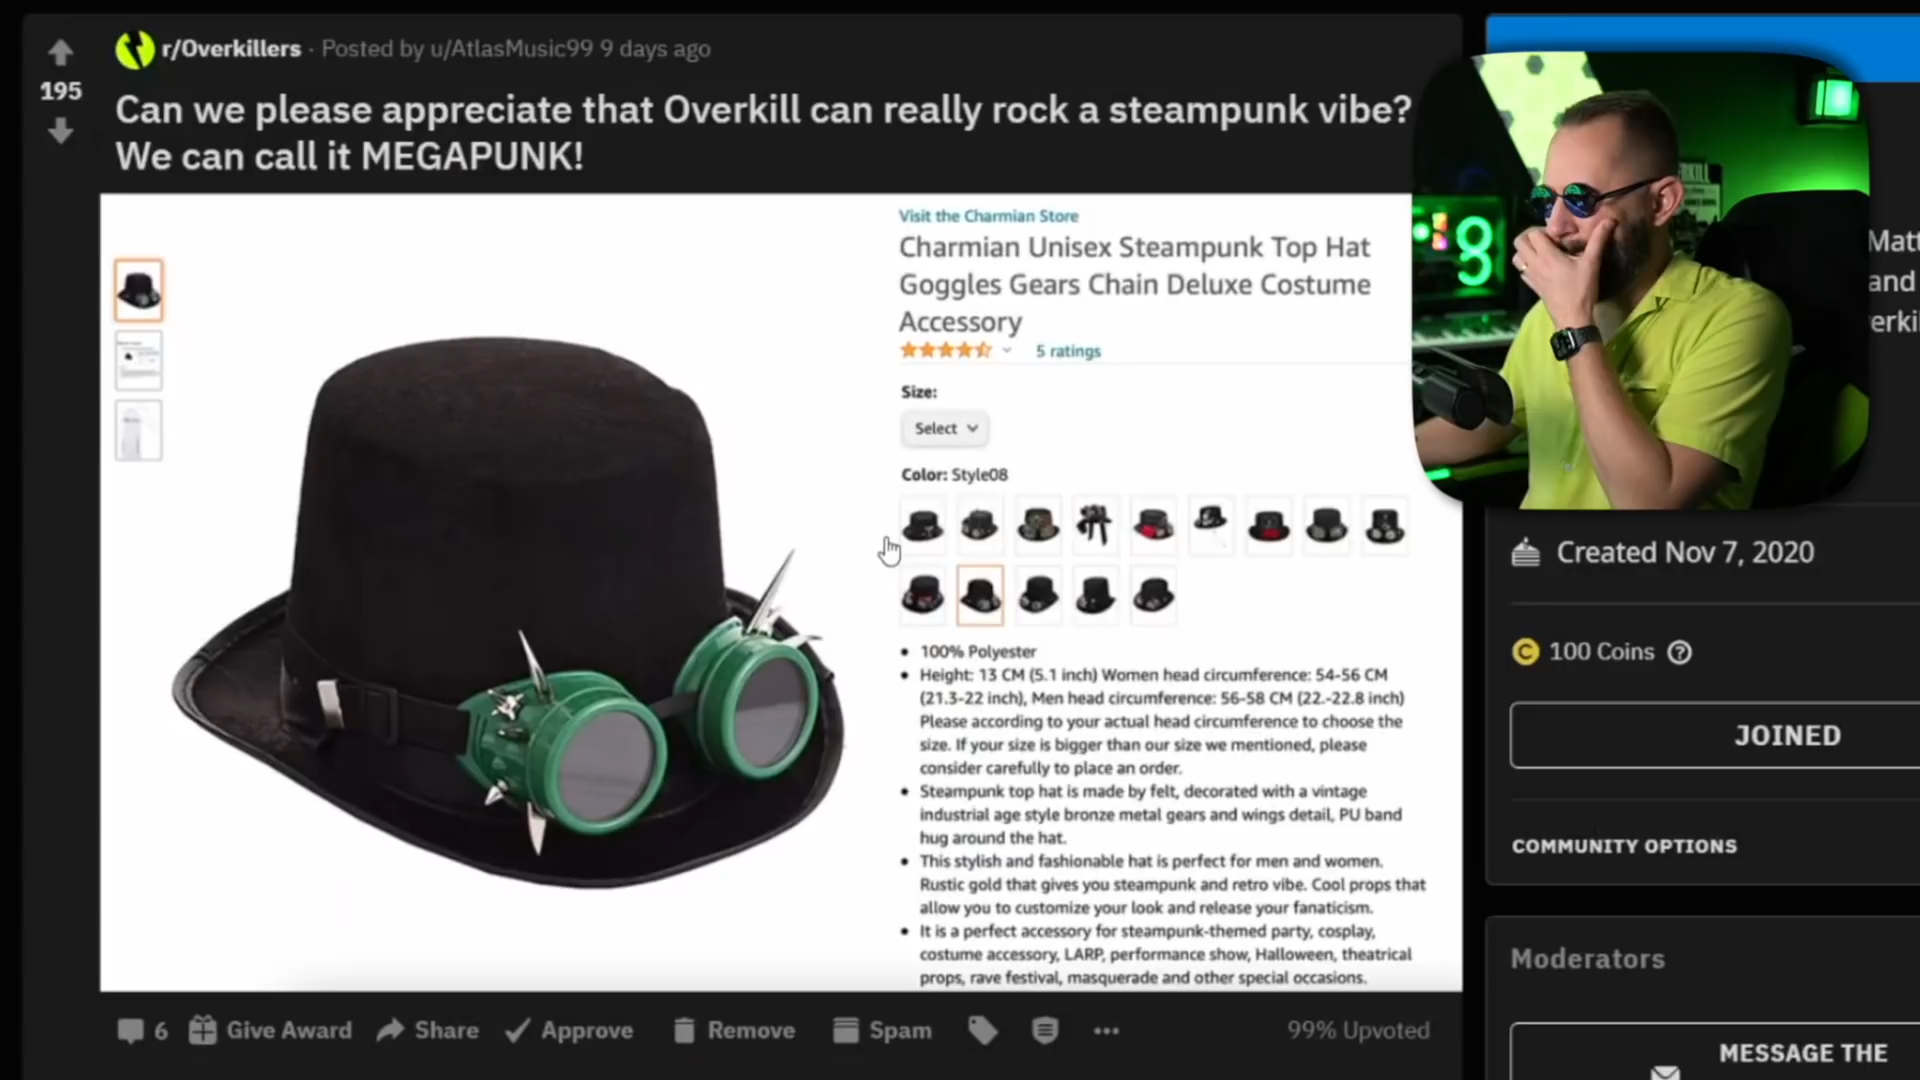 r/Overkillers · Posted by u/AtlasMusic99 9 days ago
195
Can we please appreciate that Overkill can really rock a steampunk vibe?
We can call it MEGAPUNK!
Visit the Charmian Store
Charmian Unisex Steampunk Top Hat
Goggles Gears Chain Deluxe Costume
Accessory
5 ratings
Size:
Select
Color: Style08
• 100% Polyester
• Height: 13 CM (5.1 inch) Women head circumference: 54-56 CM
(21.3-22 inch), Men head circumference: 56-58 CM (22.-22.8 inch)
Please according to your actual head circumference to choose the
size. If your size is bigger than our size we mentioned, please
consider carefully to place an order.
• Steampunk top hat is made by felt, decorated with a vintage
industrial age style bronze metal gears and wings detail, PU band
hug around the hat.
• This stylish and fashionable hat is perfect for men and women.
Rustic gold that gives you steampunk and retro vibe. Cool props that
allow you to customize your look and release your fanaticism.
• It is a perfect accessory for steampunk-themed party, cosplay,
costume accessory, LARP, performance show, Halloween, theatrical
props, rave festival, masquerade and other special occasions.
6 Give Award Share Approve Remove Spam ••• 99% Upvoted
Matt
and
erkil
Created Nov 7, 2020
C 100 Coins ?
JOINED
COMMUNITY OPTIONS
Moderators
MESSAGE THE